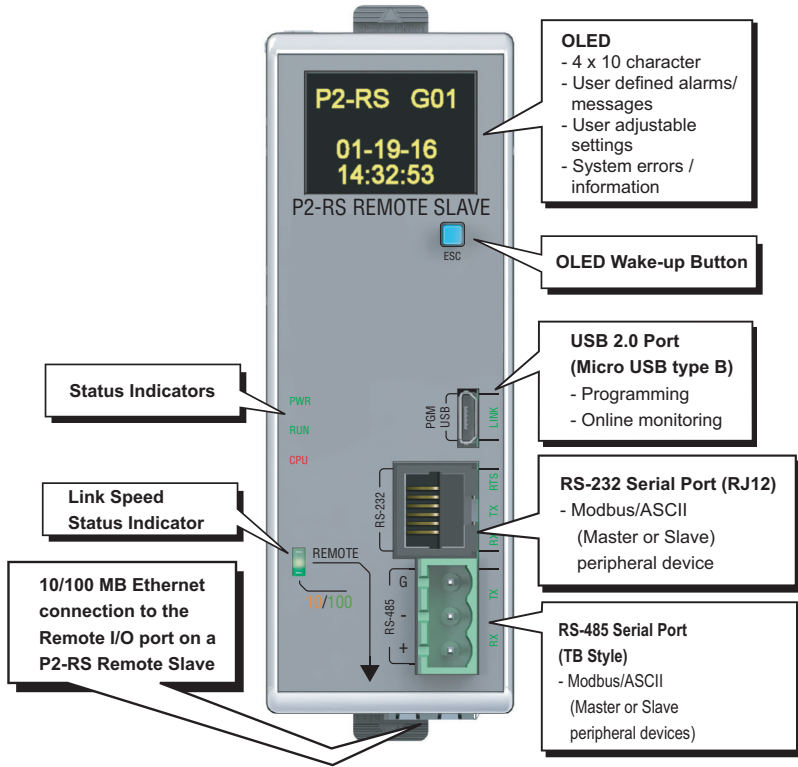 P2-RS G01
01-19-16
14:32:53
P2-RS REMOTE SLAVE
ESC
OLED
- 4 x 10 character
- User defined alarms/
messages
- User adjustable
settings
- System errors /
information
OLED Wake-up Button
USB 2.0 Port
(Micro USB type B)
- Programming
- Online monitoring
PGM
USB
LINK
Status Indicators
PWR
RUN
CPU
RS-232
RTS
TX
RX
RS-232 Serial Port (RJ12)
- Modbus/ASCII
(Master or Slave)
peripheral device
Link Speed
Status Indicator
REMOTE
10/100
10/100 MB Ethernet
connection to the
Remote I/O port on a
P2-RS Remote Slave
RS-485
G
-
+
TX
RX
RS-485 Serial Port
(TB Style)
- Modbus/ASCII
(Master or Slave
peripheral devices)